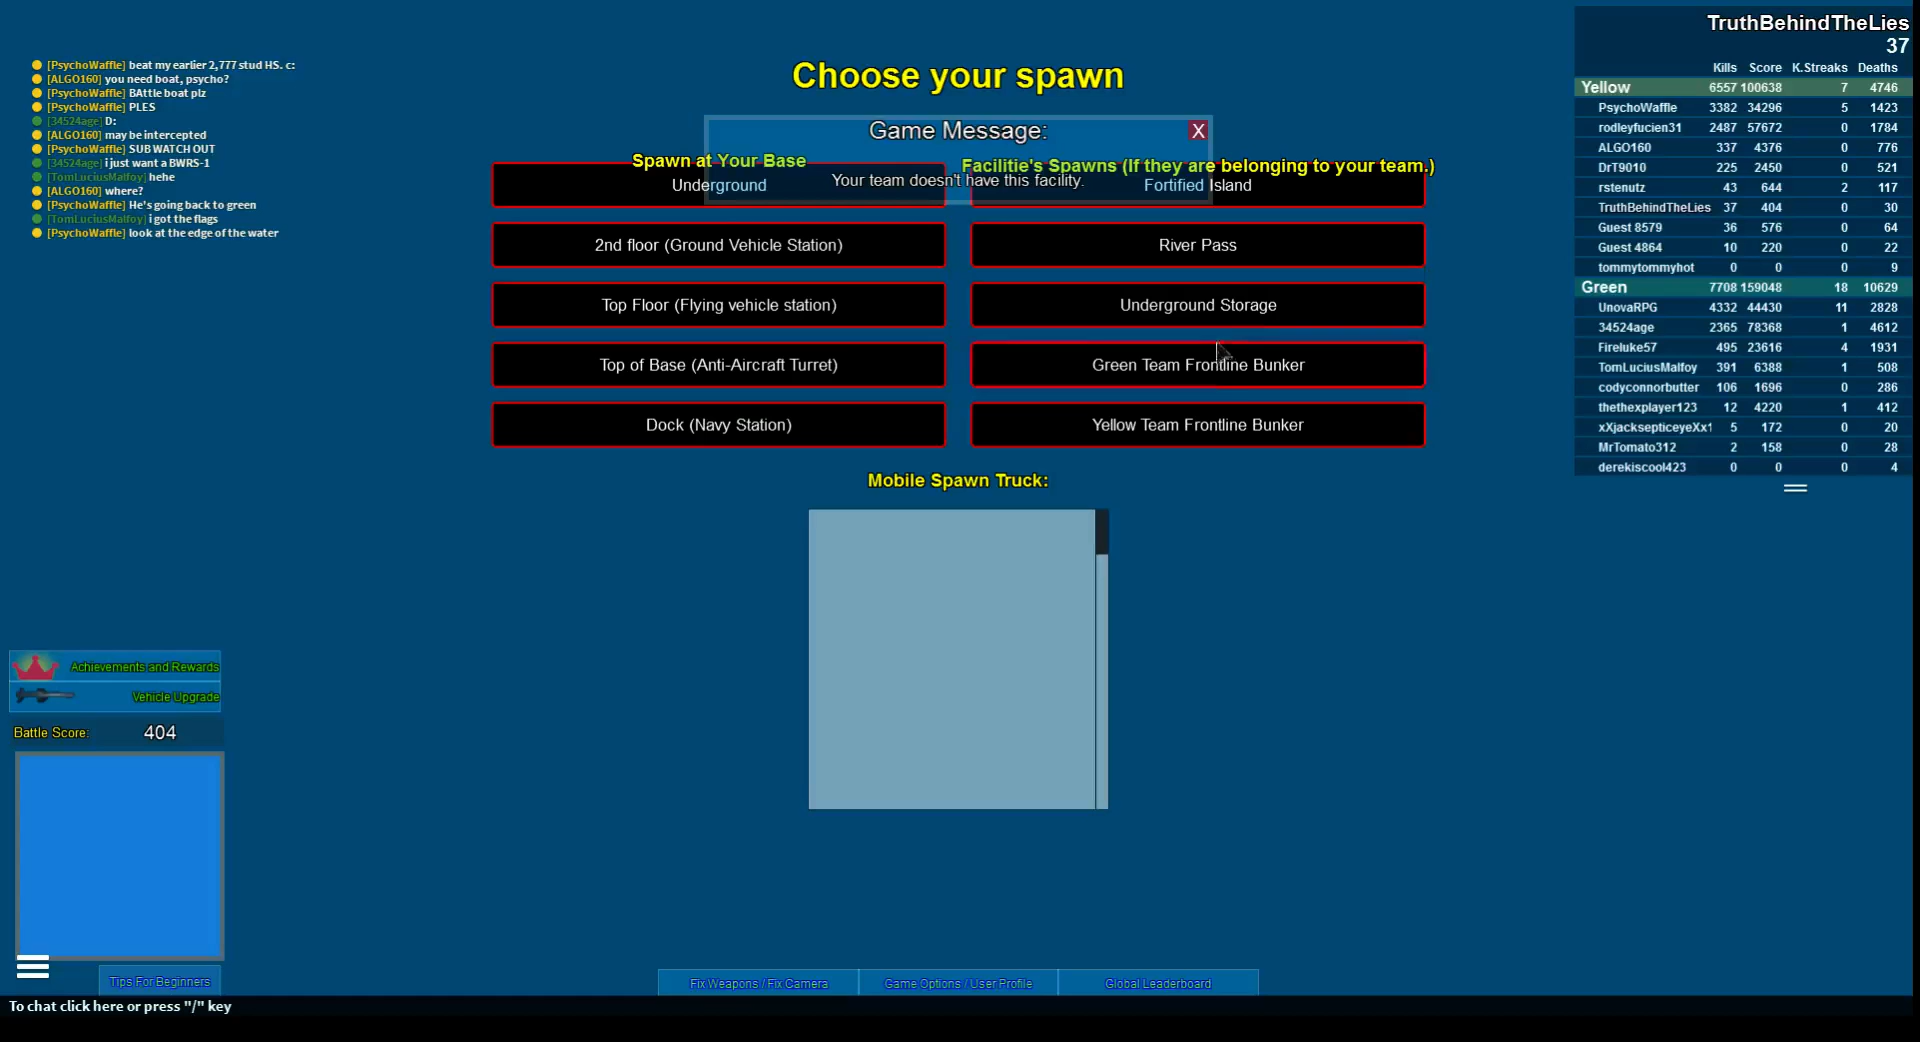 [PsychoWaffle] beat my earlier 2,777 stud HS. c:
[ALGO160] you need boat, psycho?
[PsychoWaffle] BAttle boat plz
[PsychoWaffle] PLES
[34524age] D:
[ALGO160] may be intercepted
[PsychoWaffle] SUB WATCH OUT
[34524age] i just want a BWRS-1
[TomLuciusMalfoy] hehe
[ALGO160] where?
[PsychoWaffle] He's going back to green
[TomLuciusMalfoy] i got the flags
[PsychoWaffle] look at the edge of the water
Choose your spawn
Game Message:
X
Your team doesn't have this facility.
Spawn at Your Base
Underground
2nd floor (Ground Vehicle Station)
Top Floor (Flying vehicle station)
Top of Base (Anti-Aircraft Turret)
Dock (Navy Station)
Facilitie's Spawns (If they are belonging to your team.)
Fortified Island
River Pass
Underground Storage
Green Team Frontline Bunker
Yellow Team Frontline Bunker
Mobile Spawn Truck:
TruthBehindTheLies
37
Kills Score K.Streaks Deaths
Yellow 6557 100638 7 4746
PsychoWaffle 3382 34296 5 1423
rodleyfucien31 2487 57672 0 1784
ALGO160 337 4376 0 776
DrT9010 225 2450 0 521
rstenutz 43 644 2 117
TruthBehindTheLies 37 404 0 30
Guest 8579 36 576 0 64
Guest 4864 10 220 0 22
tommytommyhot 0 0 0 9
Green 7708 159048 18 10629
UnovaRPG 4332 44430 11 2828
34524age 2365 78368 1 4612
Fireluke57 495 23616 4 1931
TomLuciusMalfoy 391 6388 1 508
codyconnorbutter 106 1696 0 286
thethexplayer123 12 4220 1 412
xXjacksepticeyeXx1 5 172 0 20
MrTomato312 2 158 0 28
derekiscool423 0 0 0 4
Achievements and Rewards
Vehicle Upgrade
Battle Score: 404
Tips For Beginners
Fix Weapons / Fix Camera
Game Options / User Profile
Global Leaderboard
To chat click here or press "/" key